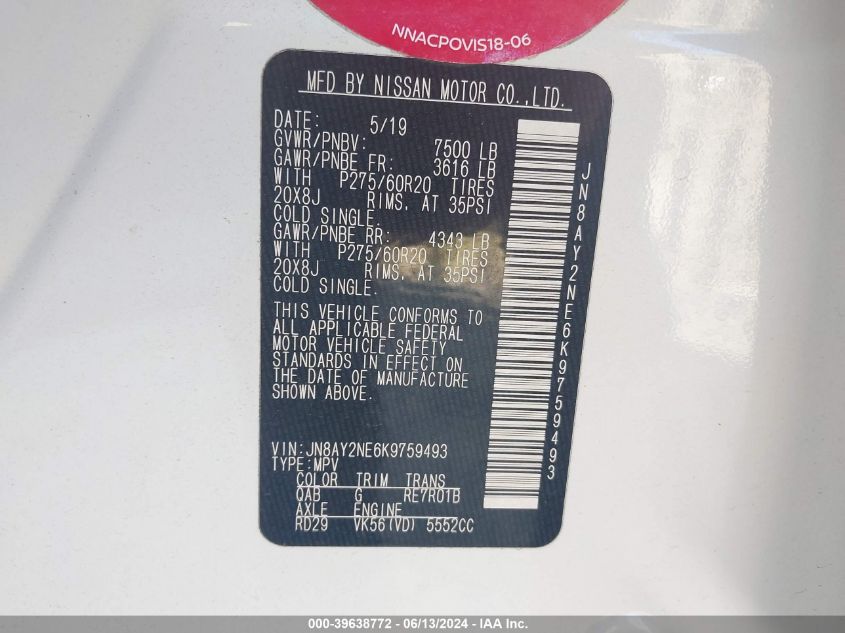 NNACPOVIS18-06
MFD BY NISSAN MOTOR CO.,LTD.
DATE: 5/19
GVWR/PNBV: 7500 LB
GAWR/PNBE FR: 3616 LB
WITH P275/60R20 TIRES
20X8J RIMS, AT 35PSI
COLD SINGLE.
GAWR/PNBE RR: 4343 LB
WITH P275/60R20 TIRES
20X8J RIMS, AT 35PSI
COLD SINGLE.
THIS VEHICLE CONFORMS TO
ALL APPLICABLE FEDERAL
MOTOR VEHICLE SAFETY
STANDARDS IN EFFECT ON
THE DATE OF MANUFACTURE
SHOWN ABOVE.
VIN:JN8AY2NE6K9759493
TYPE:MPV
COLOR TRIM TRANS
QAB G RE7R01B
AXLE ENGINE
RD29 VK56(VD) 5552CC
JN8AY2NE6K9759493
000-39638772 - 06/13/2024 - IAA Inc.